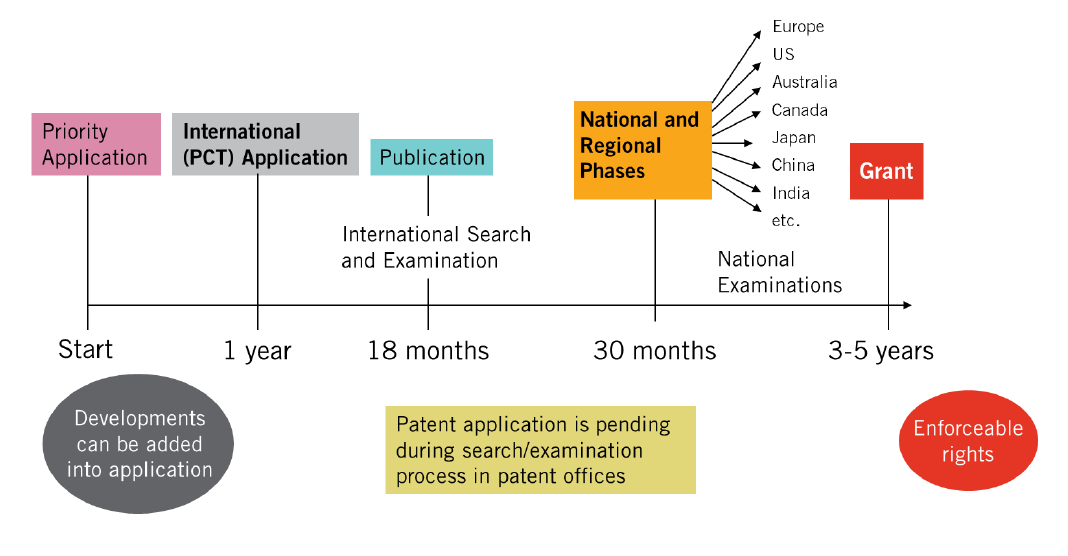 Priority
Application
International
(PCT) Application
Publication
International Search
and Examination
National and
Regional
Phases
Europe
US
Australia
Canada
Japan
China
India
etc.
National
Examinations
Grant
Start
1 year
18 months
30 months
3-5 years
Developments
can be added
into application
Patent application is pending
during search/examination
process in patent offices
Enforceable
rights